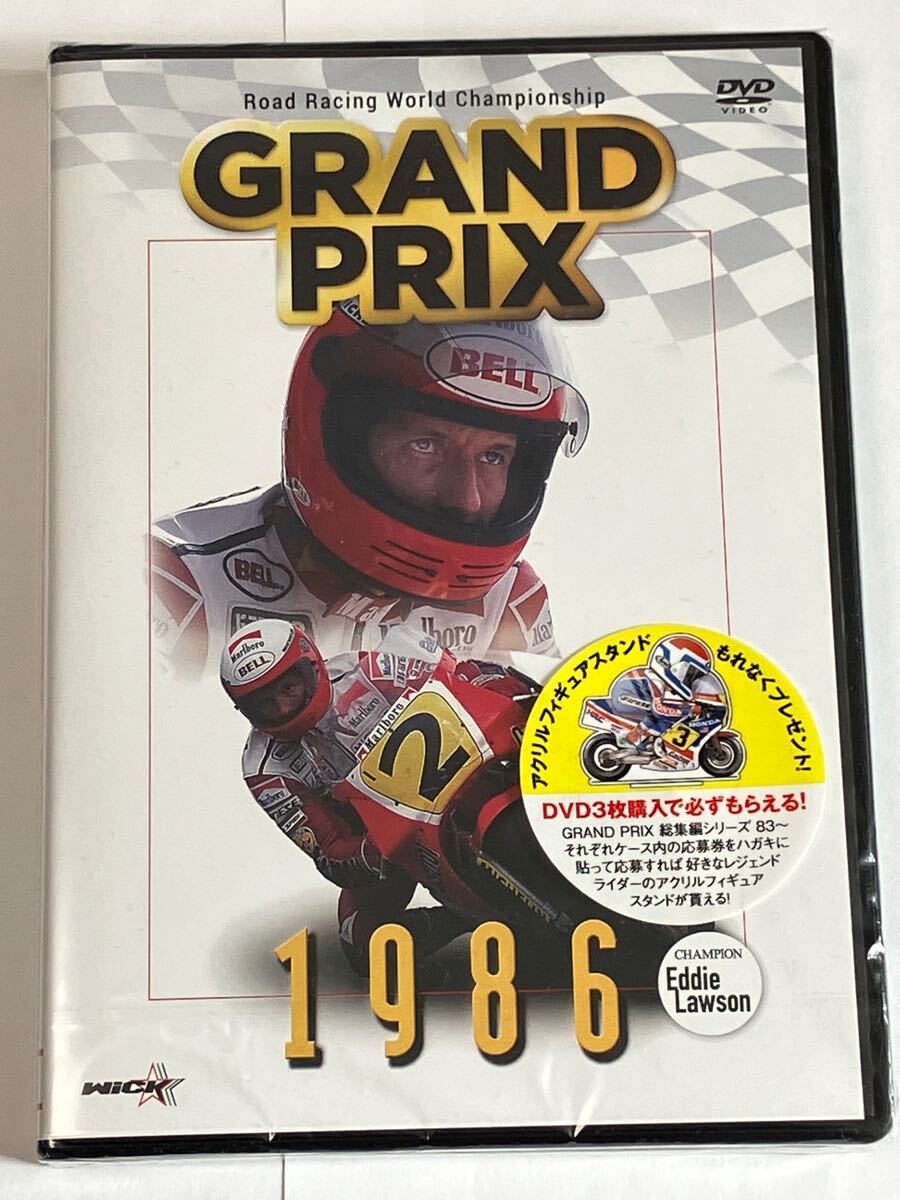 Road Racing World Championship
DVD
VIDEO
GRAND
PRIX
BELL
BELL
Marlboro
Marlboro
BELL
Marlboro
2
アクリルフィギュアスタンド もれなくプレゼント!
HONDA
3
DVD3枚購入で必ずもらえる!
GRAND PRIX 総集編シリーズ 83〜
それぞれケース内の応募券をハガキに
貼って応募すれば 好きなレジェンド
ライダーのアクリルフィギュア
スタンドが貰える!
1986
CHAMPION
Eddie
Lawson
WiCK